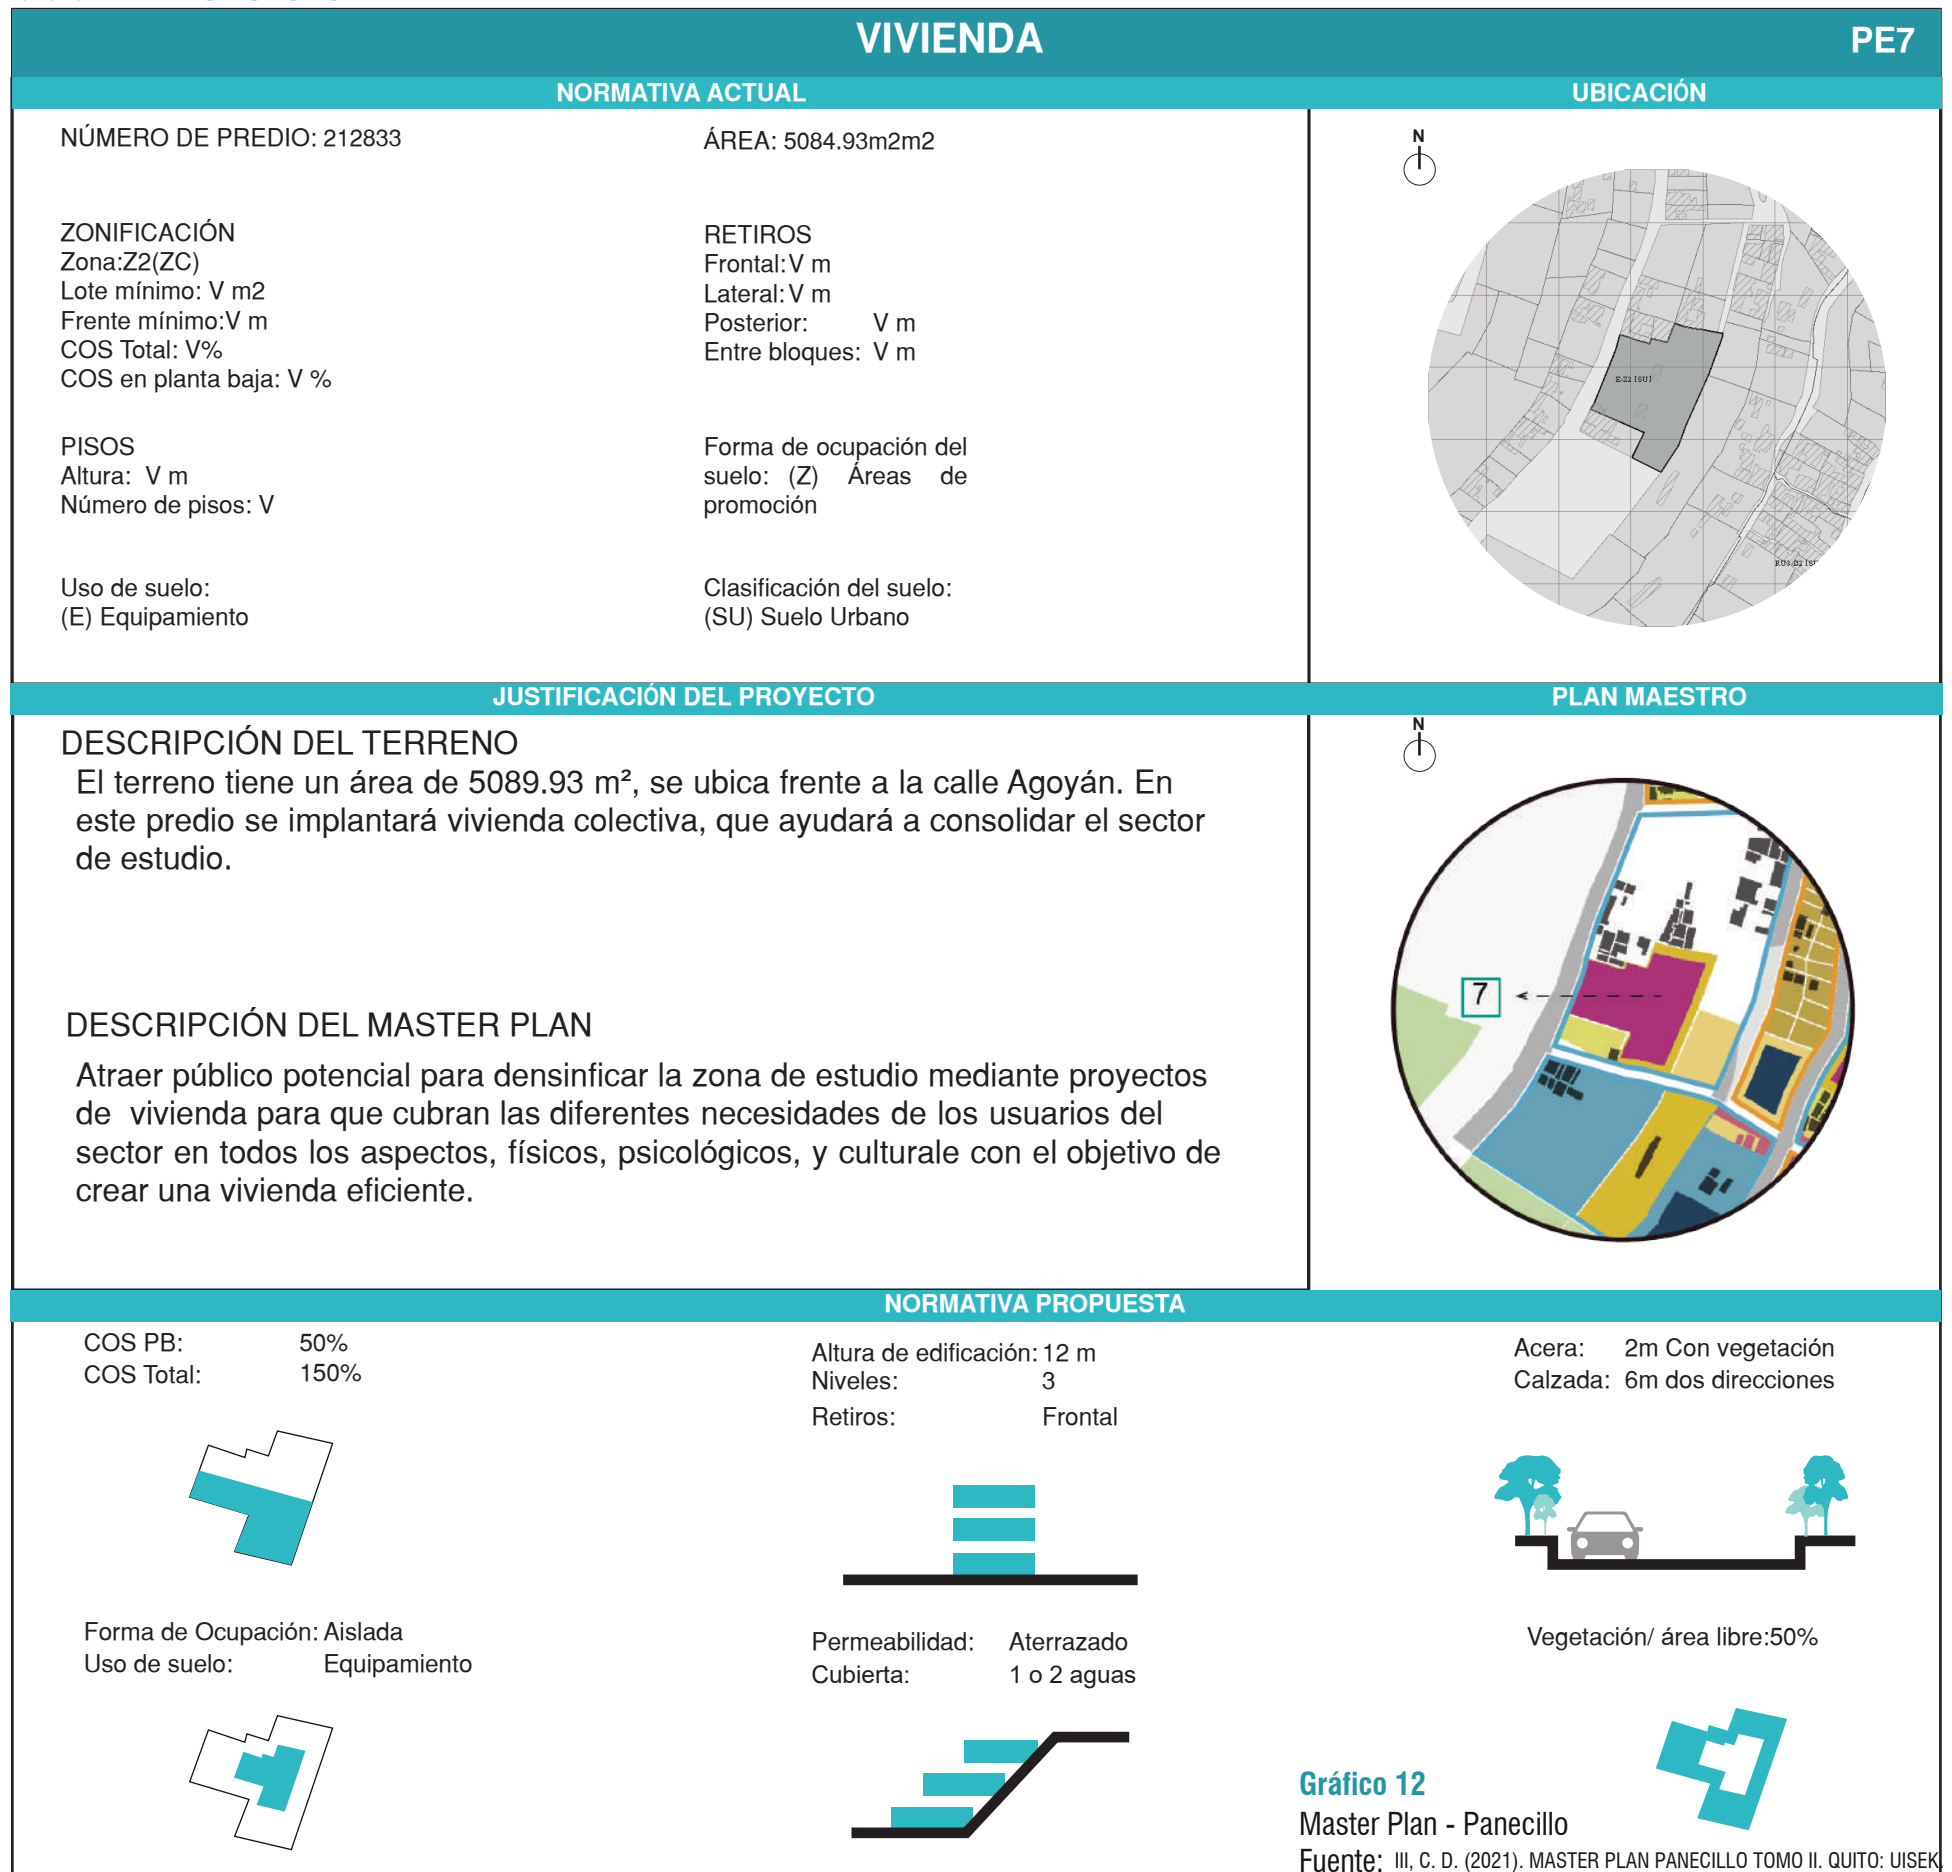 VIVIENDA
PE7
NORMATIVA ACTUAL
UBICACIÓN
NÚMERO DE PREDIO: 212833
ÁREA: 5084.93m2m2
ZONIFICACIÓN
Zona:Z2(ZC)
Lote mínimo: V m2
Frente mínimo:V m
COS Total: V%
COS en planta baja: V %
RETIROS
Frontal:V m
Lateral:V m
Posterior: V m
Entre bloques: V m
PISOS
Altura: V m
Número de pisos: V
Forma de ocupación del
suelo: (Z) Áreas de
promoción
Uso de suelo:
(E) Equipamiento
Clasificación del suelo:
(SU) Suelo Urbano
N
E-Z2 [SU]
RU3-D2 [SU
JUSTIFICACIÓN DEL PROYECTO
PLAN MAESTRO
DESCRIPCIÓN DEL TERRENO
El terreno tiene un área de 5089.93 m², se ubica frente a la calle Agoyán. En
este predio se implantará vivienda colectiva, que ayudará a consolidar el sector
de estudio.
DESCRIPCIÓN DEL MASTER PLAN
Atraer público potencial para densinficar la zona de estudio mediante proyectos
de vivienda para que cubran las diferentes necesidades de los usuarios del
sector en todos los aspectos, físicos, psicológicos, y culturale con el objetivo de
crear una vivienda eficiente.
N
7
NORMATIVA PROPUESTA
COS PB: 50%
COS Total: 150%
Altura de edificación: 12 m
Niveles: 3
Retiros: Frontal
Acera: 2m Con vegetación
Calzada: 6m dos direcciones
Forma de Ocupación: Aislada
Uso de suelo: Equipamiento
Permeabilidad: Aterrazado
Cubierta: 1 o 2 aguas
Vegetación/ área libre:50%
Gráfico 12
Master Plan - Panecillo
Fuente: III, C. D. (2021). MASTER PLAN PANECILLO TOMO II. QUITO: UISEK.